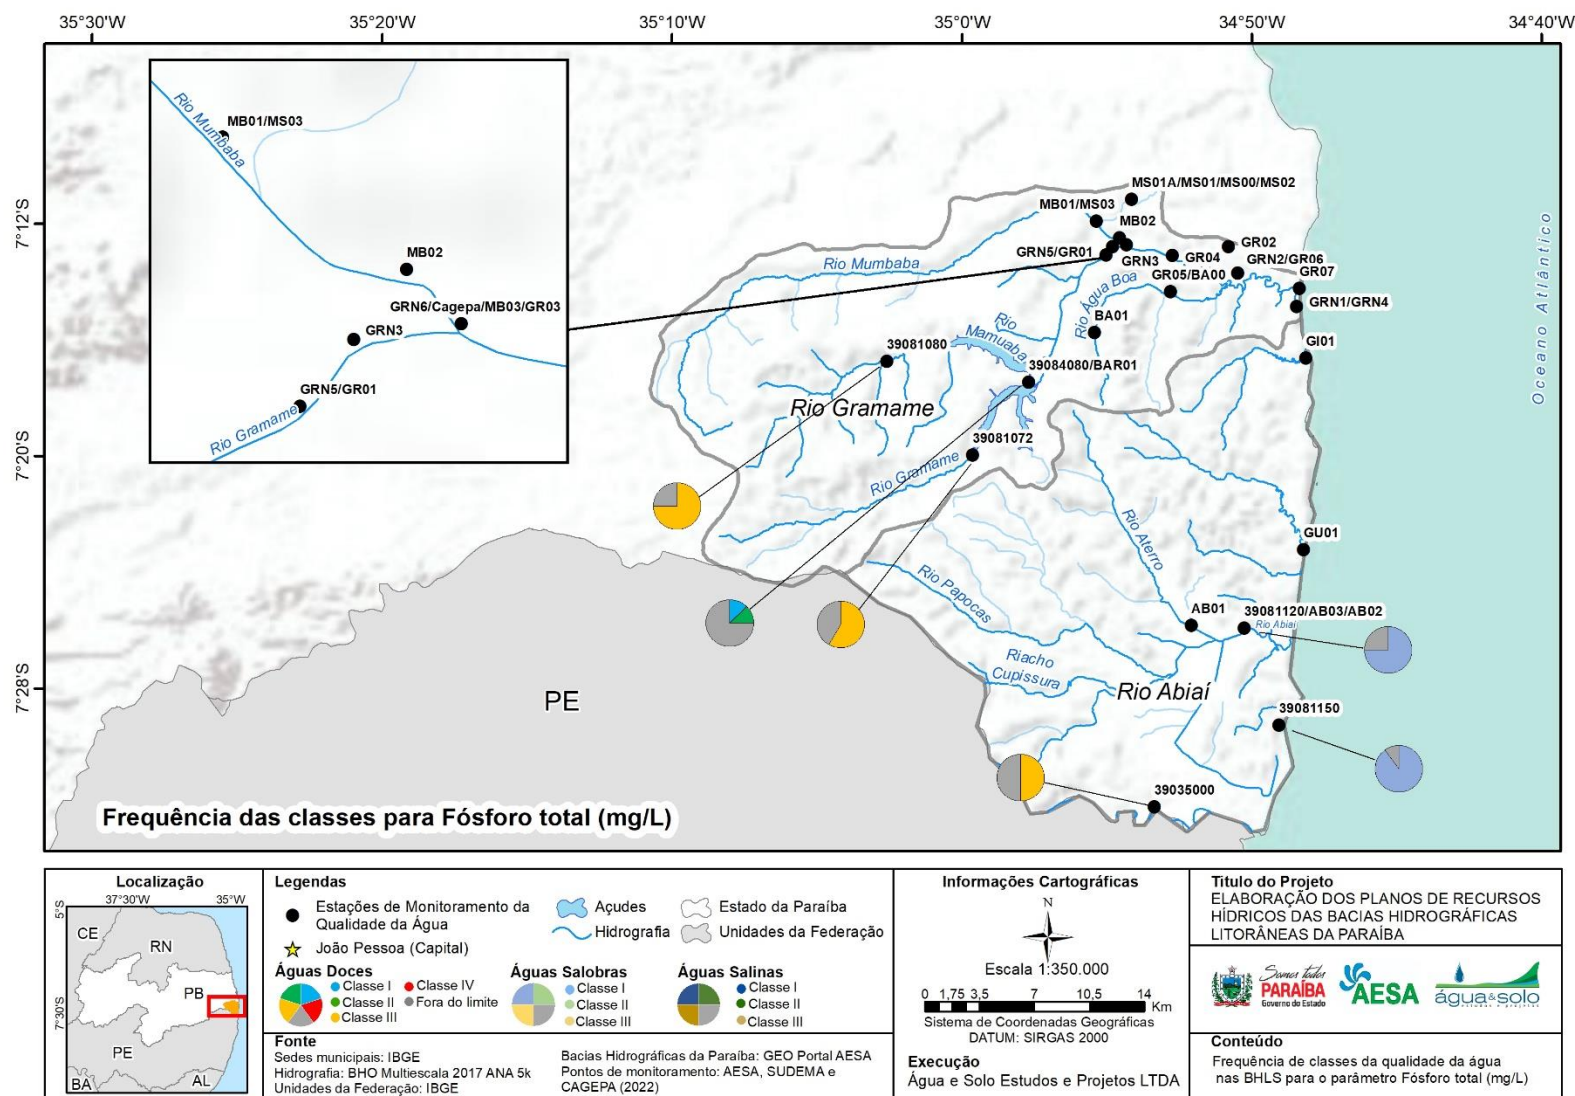 35°30'W
35°20'W
35°10'W
35°0'W
34°50'W
34°40'W
7°12'S
7°20'S
7°28'S
Rio Mumbaba
MB01/MS03
MB02
GRN6/Cagepa/MB03/GR03
GRN3
GRN5/GR01
Rio Gramame
MS01A/MS01/MS00/MS02
MB01/MS03
MB02
GRN5/GR01
GRN3
GR04
GR02
GRN2/GR06
GR05/BA00
GR07
GRN1/GRN4
Rio Mumbaba
Rio Água Boa
BA01
GI01
Rio
Mamuaba
39081080
39084080/BAR01
Rio Gramame
39081072
Rio Gramame
Oceano Atlântico
GU01
Rio Aterro
Rio Papocas
AB01
39081120/AB03/AB02
Rio Abiai
Riacho
Cupissura
Rio Abiaí
39081150
39035000
PE
Frequência das classes para Fósforo total (mg/L)
Localização
37°30'W
35°W
5°S
7°30'S
CE
RN
PB
PE
BA
AL
Legendas
Estações de Monitoramento da
Qualidade da Água
João Pessoa (Capital)
Açudes
Hidrografia
Estado da Paraíba
Unidades da Federação
Águas Doces
Classe I
Classe II
Classe III
Classe IV
Fora do limite
Águas Salobras
Classe I
Classe II
Classe III
Águas Salinas
Classe I
Classe II
Classe III
Fonte
Sedes municipais: IBGE
Hidrografia: BHO Multiescala 2017 ANA 5k
Unidades da Federação: IBGE
Bacias Hidrográficas da Paraíba: GEO Portal AESA
Pontos de monitoramento: AESA, SUDEMA e
CAGEPA (2022)
Informações Cartográficas
N
Escala 1:350.000
0 1,75 3,5 7 10,5 14
Km
Sistema de Coordenadas Geográficas
DATUM: SIRGAS 2000
Execução
Água e Solo Estudos e Projetos LTDA
Titulo do Projeto
ELABORAÇÃO DOS PLANOS DE RECURSOS
HÍDRICOS DAS BACIAS HIDROGRÁFICAS
LITORÂNEAS DA PARAÍBA
Somos todos
PARAÍBA
Governo do Estado
AESA
água&solo
estudos e projetos
Conteúdo
Frequência de classes da qualidade da água
nas BHLS para o parâmetro Fósforo total (mg/L)